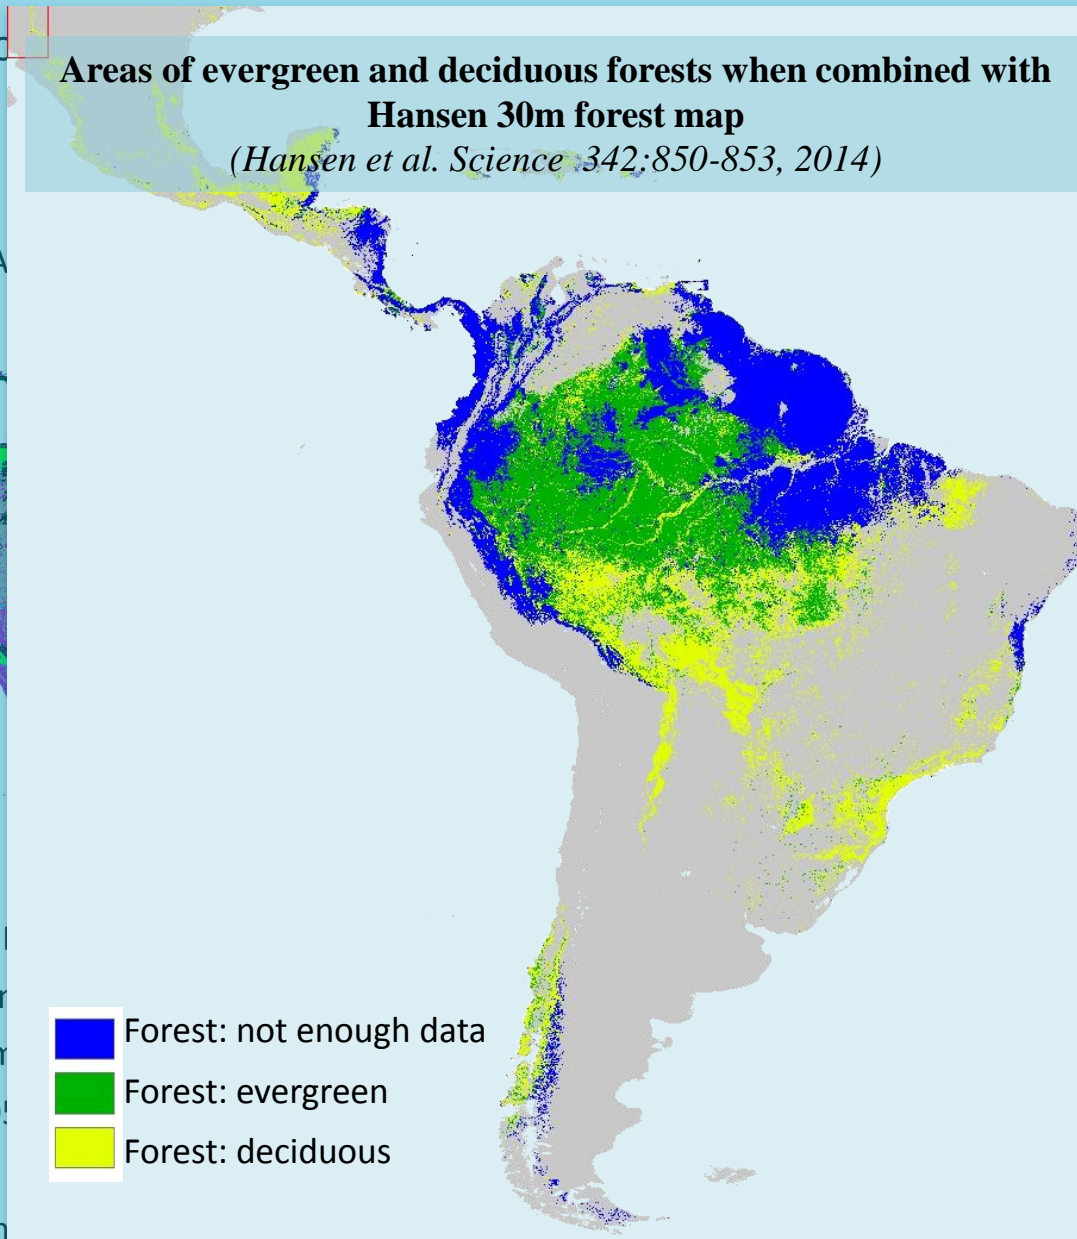 Areas of evergreen and deciduous forests when combined with
Hansen 30m forest map
(Hansen et al. Science 342:850-853, 2014)
Forest: not enough data
Forest: evergreen
Forest: deciduous